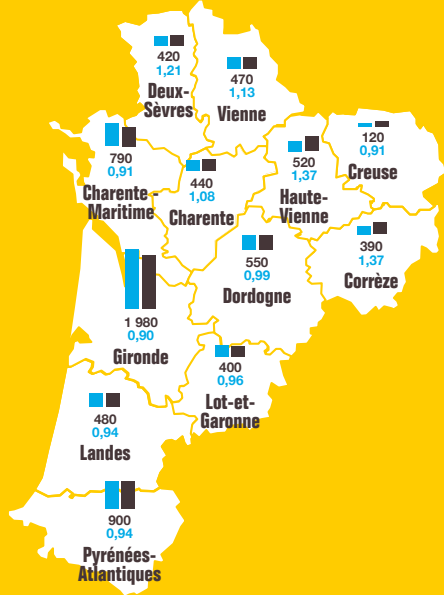 420
1,21
Deux-
Sèvres
470
1,13
Vienne
120
0,91
Creuse
790
0,91
Charente -
Maritime
440
1,08
Charente
520
1,37
Haute-
Vienne
390
1,37
Corrèze
550
0,99
Dordogne
1 980
0,90
Gironde
400
0,96
Lot-et-
Garonne
480
0,94
Landes
900
0,94
Pyrénées-
Atlantiques